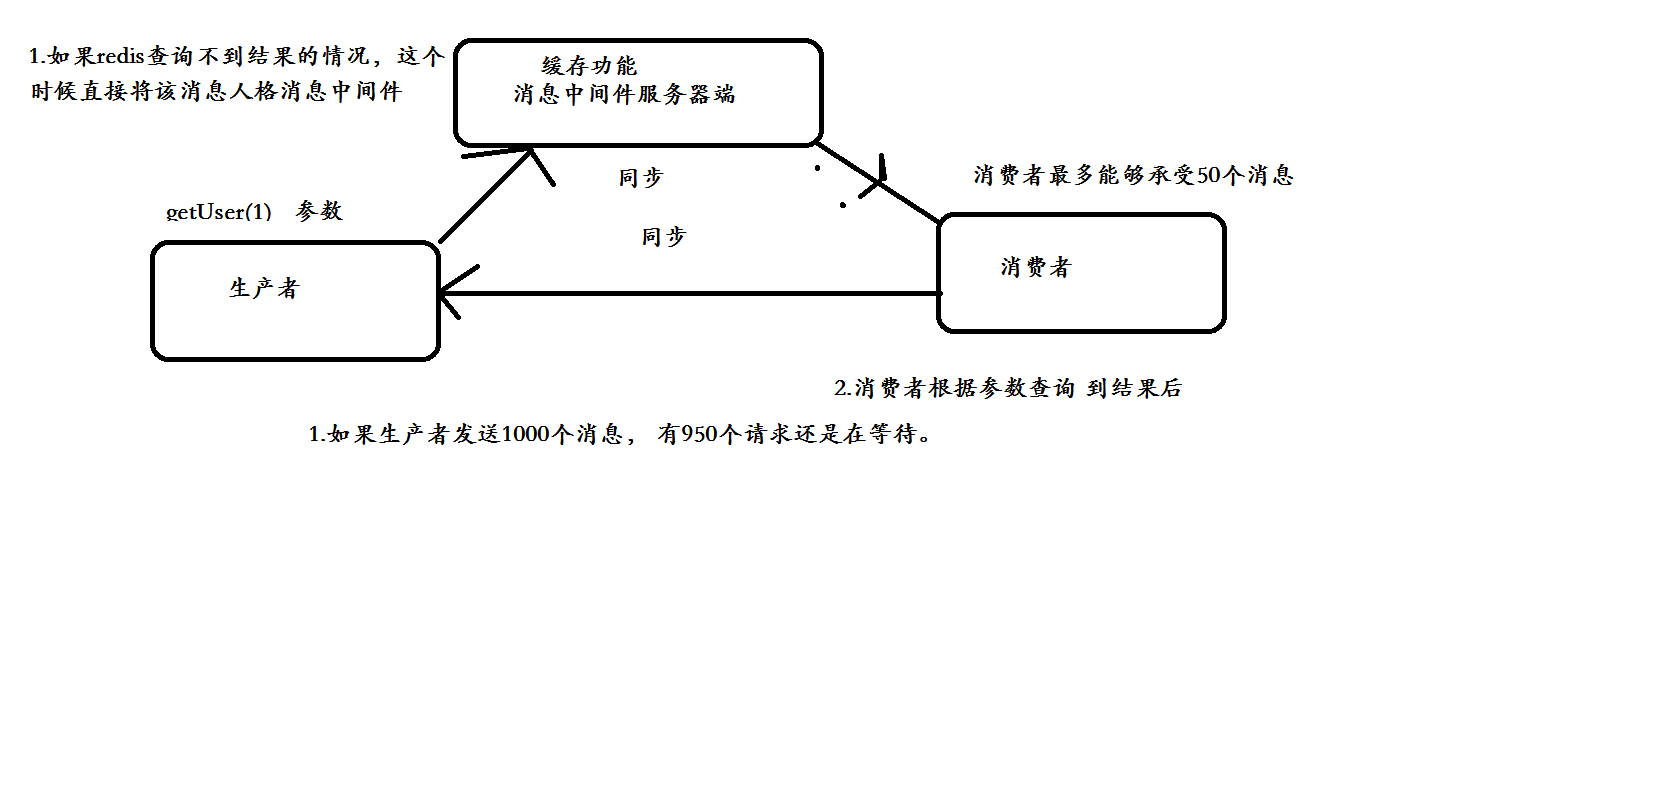 1.如果redis查询不到结果的情况，这个
时候直接将该消息人格消息中间件
缓存功能
消息中间件服务器端
同步
消费者最多能够承受50个消息
getUser(1) 参数
同步
生产者
消费者
2.消费者根据参数查询 到结果后
1.如果生产者发送1000个消息， 有950个请求还是在等待。